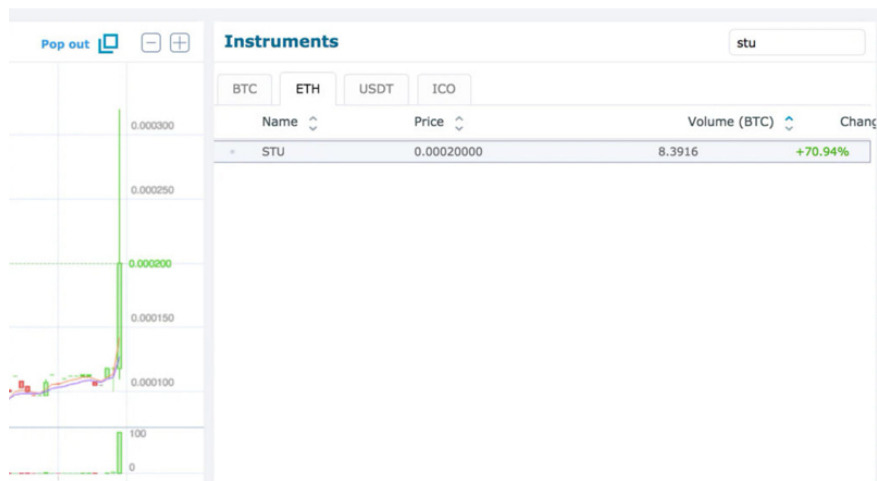 Pop out
Instruments
stu
BTC ETH USDT ICO
Name Price Volume (BTC) Chang
STU 0.00020000 8.3916 +70.94%
0.000300
0.000250
0.000200
0.000150
0.000100
100
0